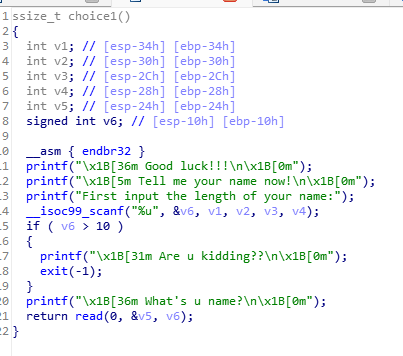 1 ssize_t choice1()
2 {
3 int v1; // [esp-34h] [ebp-34h]
4 int v2; // [esp-30h] [ebp-30h]
5 int v3; // [esp-2Ch] [ebp-2Ch]
6 int v4; // [esp-28h] [ebp-28h]
7 int v5; // [esp-24h] [ebp-24h]
8 signed int v6; // [esp-10h] [ebp-10h]
9
10 __asm { endbr32 }
11 printf("\x1B[36m Good luck!!!\n\x1B[0m");
12 printf("\x1B[5m Tell me your name now!\n\x1B[0m");
13 printf("First input the length of your name:");
14 __isoc99_scanf("%u", &v6, v1, v2, v3, v4);
15 if ( v6 > 10 )
16 {
17 printf("\x1B[31m Are u kidding??\n\x1B[0m");
18 exit(-1);
19 }
20 printf("\x1B[36m What's u name?\n\x1B[0m");
21 return read(0, &v5, v6);
22 }